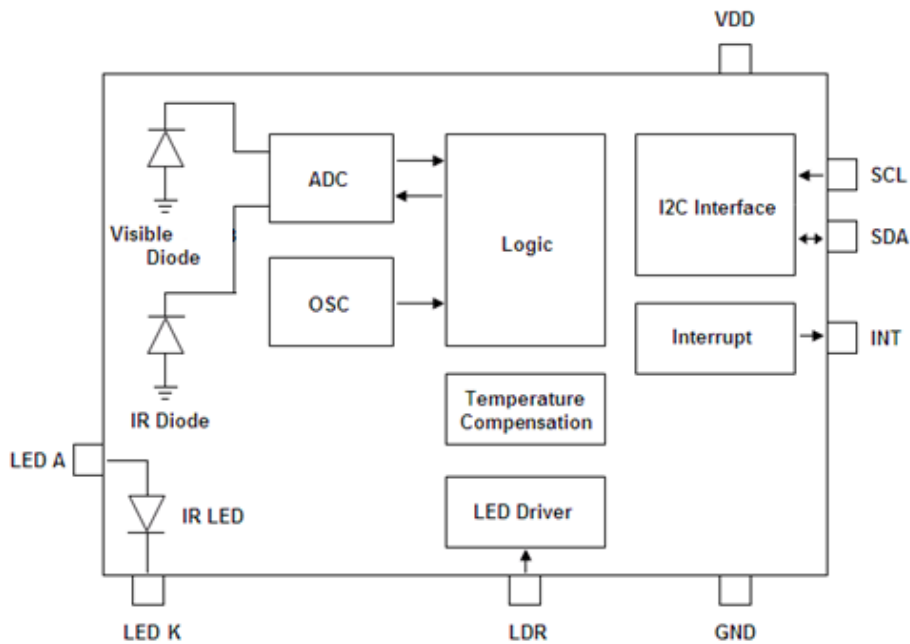 VDD
ADC
Logic
I2C Interface
SCL
SDA
Visible
Diode
OSC
Interrupt
INT
IR Diode
Temperature
Compensation
LED A
IR LED
LED Driver
LED K
LDR
GND